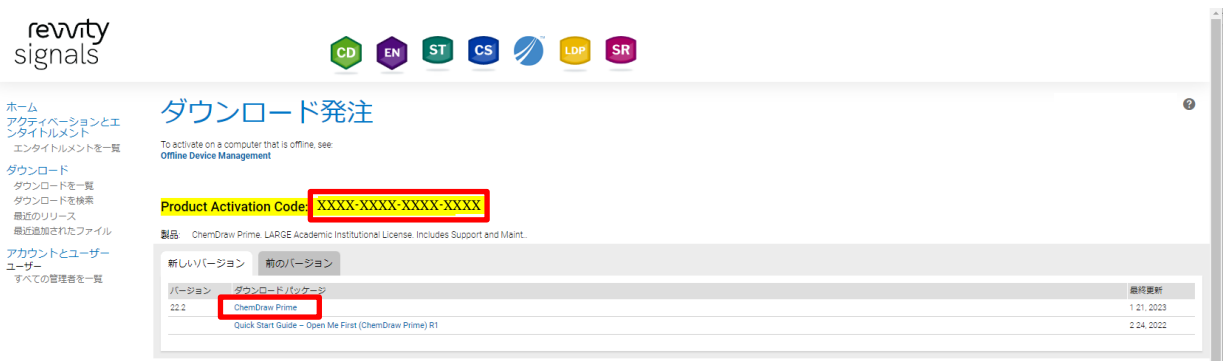 revvity
signals
CD EN ST CS LDP SR
ホーム
アクティベーションとエ
ンタイトルメント
エンタイトルメントを一覧
ダウンロード
ダウンロードを一覧
ダウンロードを検索
最近のリリース
最近追加されたファイル
アカウントとユーザー
ユーザー
すべての管理者を一覧
ダウンロード発注
?
To activate on a computer that is offline, see:
Offline Device Management
Product Activation Code: XXXX-XXXX-XXXX-XXXX
製品: ChemDraw Prime. LARGE Academic Institutional License. Includes Support and Maint..
新しいバージョン 前のバージョン
バージョン ダウンロード パッケージ 最終更新
22.2 ChemDraw Prime 1 21, 2023
Quick Start Guide – Open Me First (ChemDraw Prime) R1 2 24, 2022